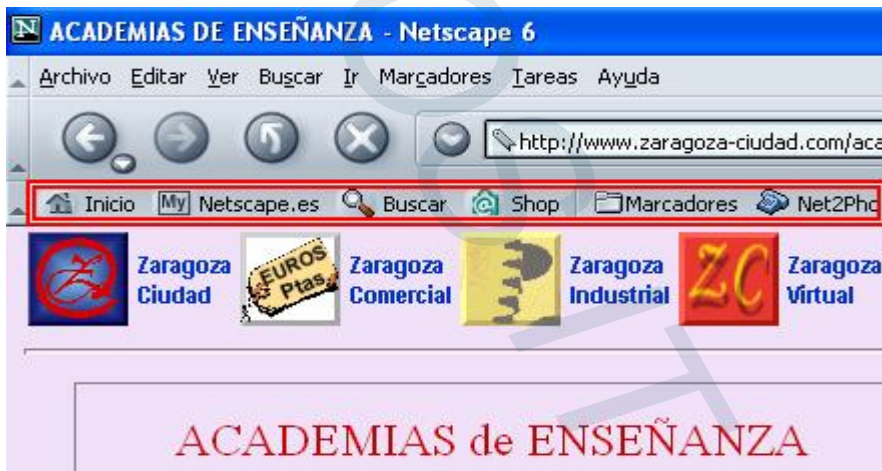 N ACADEMIAS DE ENSEÑANZA - Netscape 6
Archivo Editar Ver Buscar Ir Marcadores Tareas Ayuda
http://www.zaragoza-ciudad.com/aca
Inicio My Netscape.es Buscar Shop Marcadores Net2Pho
Zaragoza Ciudad EUROS Ptas. Zaragoza Comercial Zaragoza Industrial ZC Zaragoza Virtual
ACADEMIAS de ENSEÑANZA